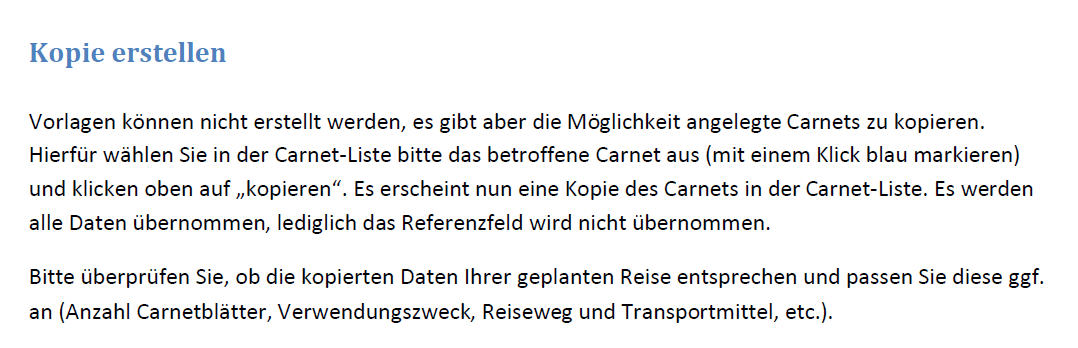 Kopie erstellen
Vorlagen können nicht erstellt werden, es gibt aber die Möglichkeit angelegte Carnets zu kopieren.
Hierfür wählen Sie in der Carnet-Liste bitte das betroffene Carnet aus (mit einem Klick blau markieren)
und klicken oben auf „kopieren“. Es erscheint nun eine Kopie des Carnets in der Carnet-Liste. Es werden
alle Daten übernommen, lediglich das Referenzfeld wird nicht übernommen.
Bitte überprüfen Sie, ob die kopierten Daten Ihrer geplanten Reise entsprechen und passen Sie diese ggf.
an (Anzahl Carnetblätter, Verwendungszweck, Reiseweg und Transportmittel, etc.).